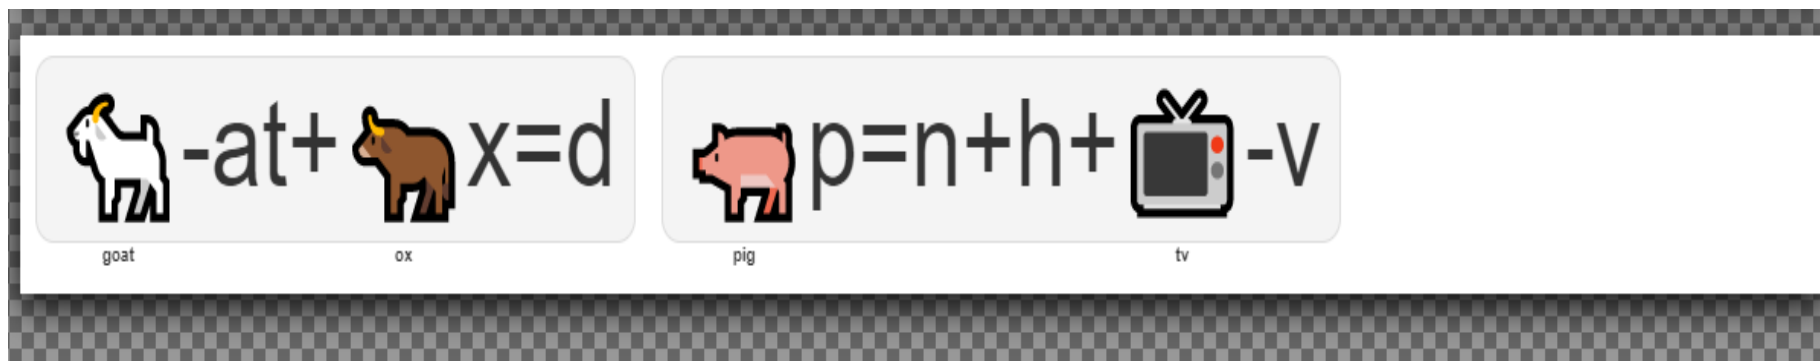 -at+ x=d p=n+h+ -v
goat ox pig tv